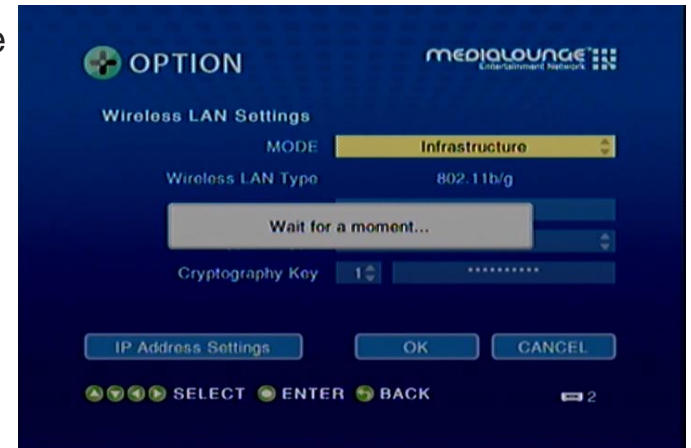 e
OPTION
MEDIALOUNGE
Entertainment Network
Wireless LAN Settings
MODE Infrastructure
Wireless LAN Type 802.11b/g
Wait for a moment...
Cryptography Key 1 **********
IP Address Settings OK CANCEL
SELECT ENTER BACK 2